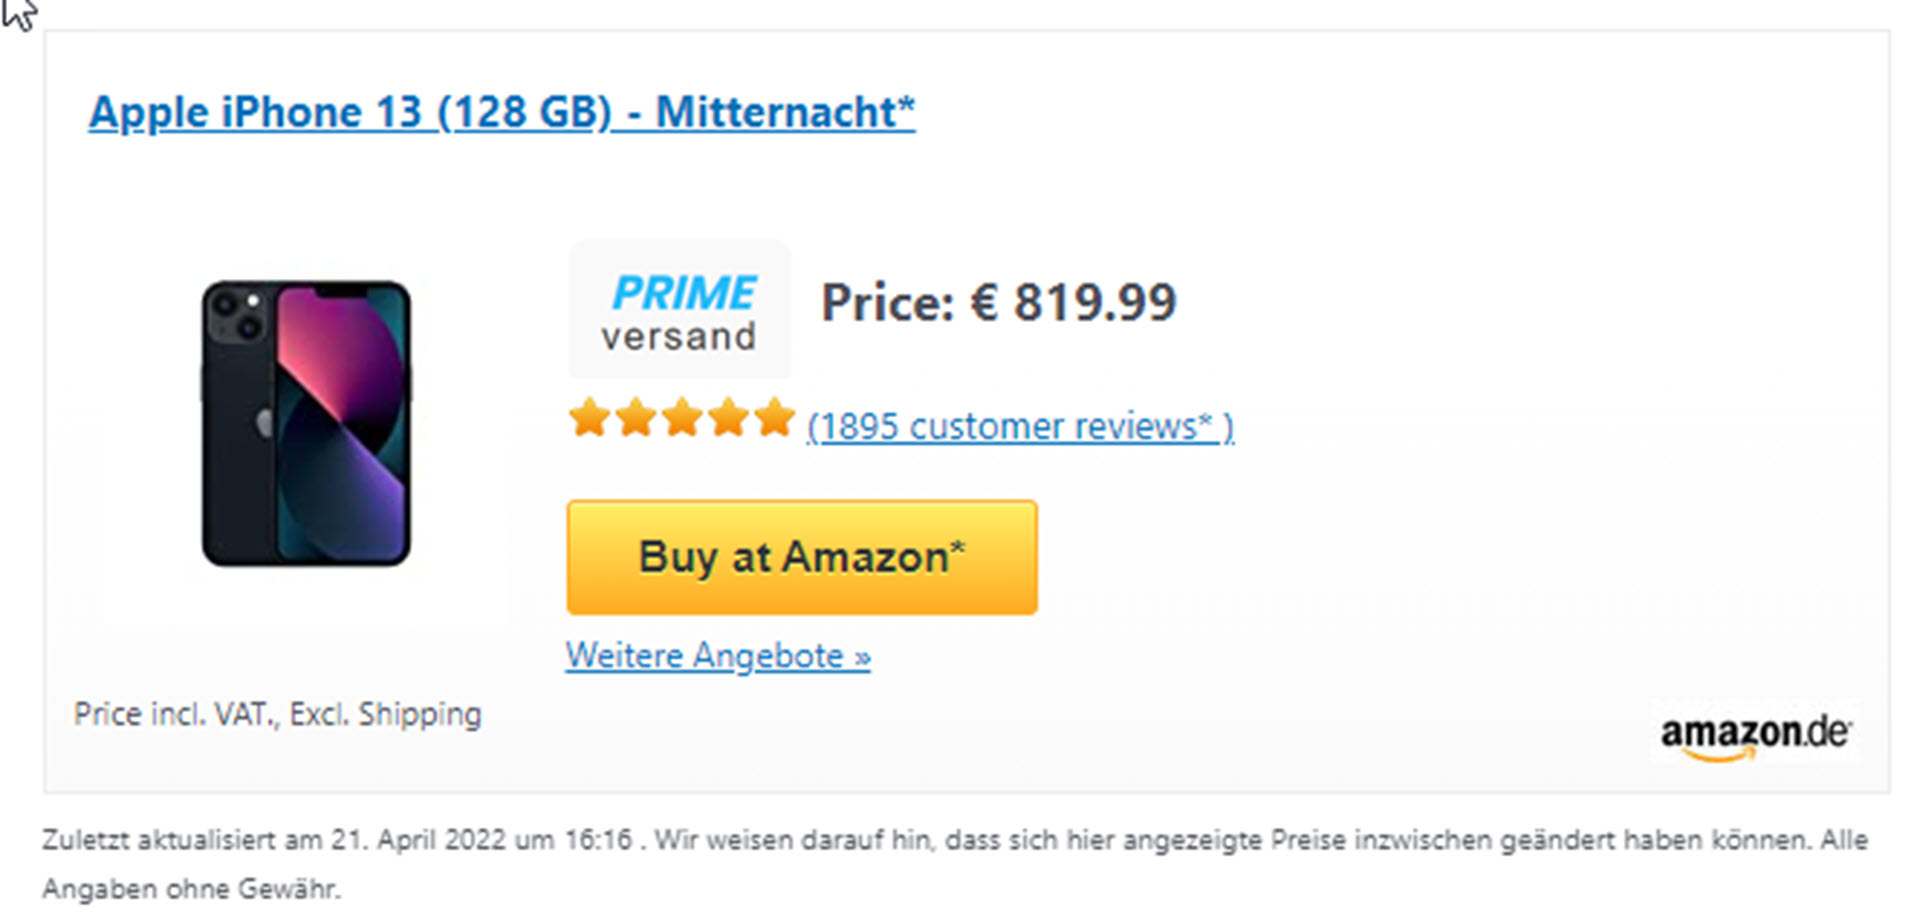 Apple iPhone 13 (128 GB) - Mitternacht*
PRIME
versand
Price: € 819.99
(1895 customer reviews* )
Buy at Amazon*
Weitere Angebote »
Price incl. VAT., Excl. Shipping
amazon.de
Zuletzt aktualisiert am 21. April 2022 um 16:16 . Wir weisen darauf hin, dass sich hier angezeigte Preise inzwischen geändert haben können. Alle
Angaben ohne Gewähr.